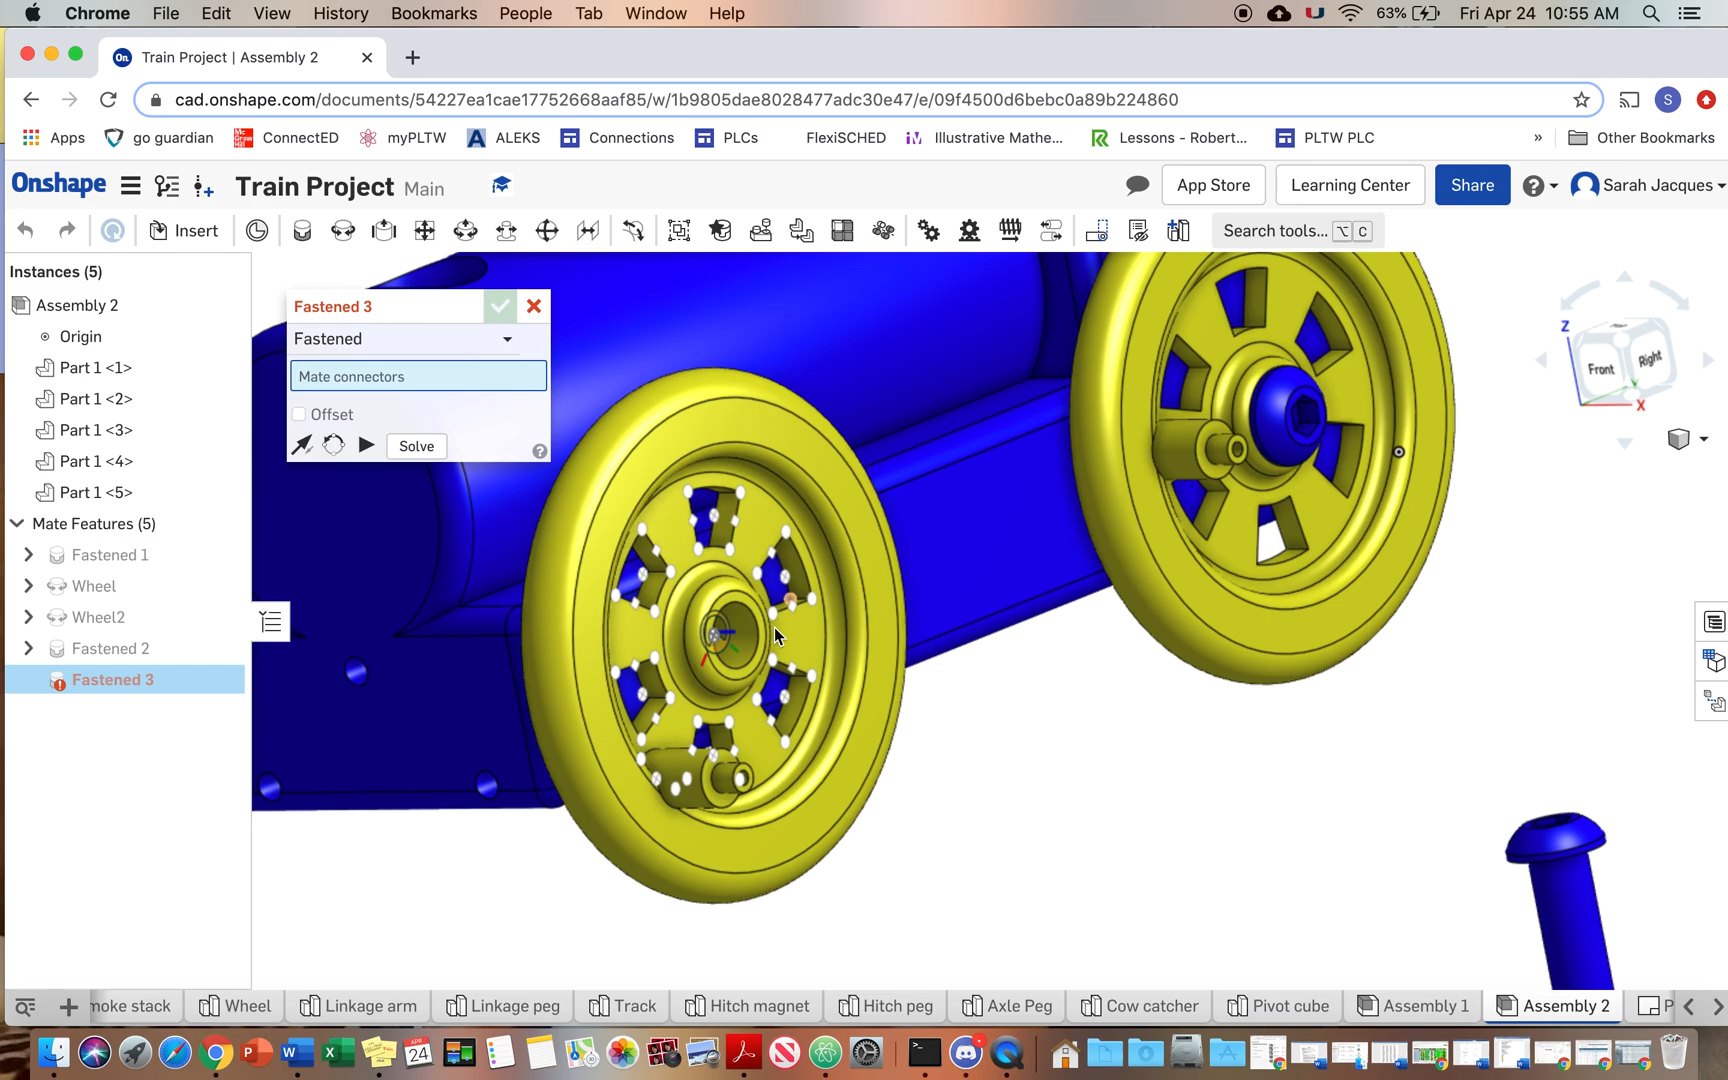 Chrome File Edit View History Bookmarks People Tab Window Help 63% Fri Apr 24 10:55 AM
Train Project | Assembly 2
cad.onshape.com/documents/54227ea1cae17752668aaf85/w/1b9805dae8028477adc30e47/e/09f4500d6bebc0a89b224860 S
Apps go guardian ConnectED myPLTW ALEKS Connections PLCs FlexiSCHED Illustrative Mathe... Lessons - Robert... PLTW PLC » Other Bookmarks
Onshape Train Project Main App Store Learning Center Share Sarah Jacques
Insert Search tools... ⌥ C
Instances (5)
Assembly 2
Origin
Part 1 <1>
Part 1 <2>
Part 1 <3>
Part 1 <4>
Part 1 <5>
Mate Features (5)
Fastened 1
Wheel
Wheel2
Fastened 2
Fastened 3
Fastened 3
Fastened
Mate connectors
Offset
Solve
Z
Front Right
X
moke stack Wheel Linkage arm Linkage peg Track Hitch magnet Hitch peg Axle Peg Cow catcher Pivot cube Assembly 1 Assembly 2 P
APR
24